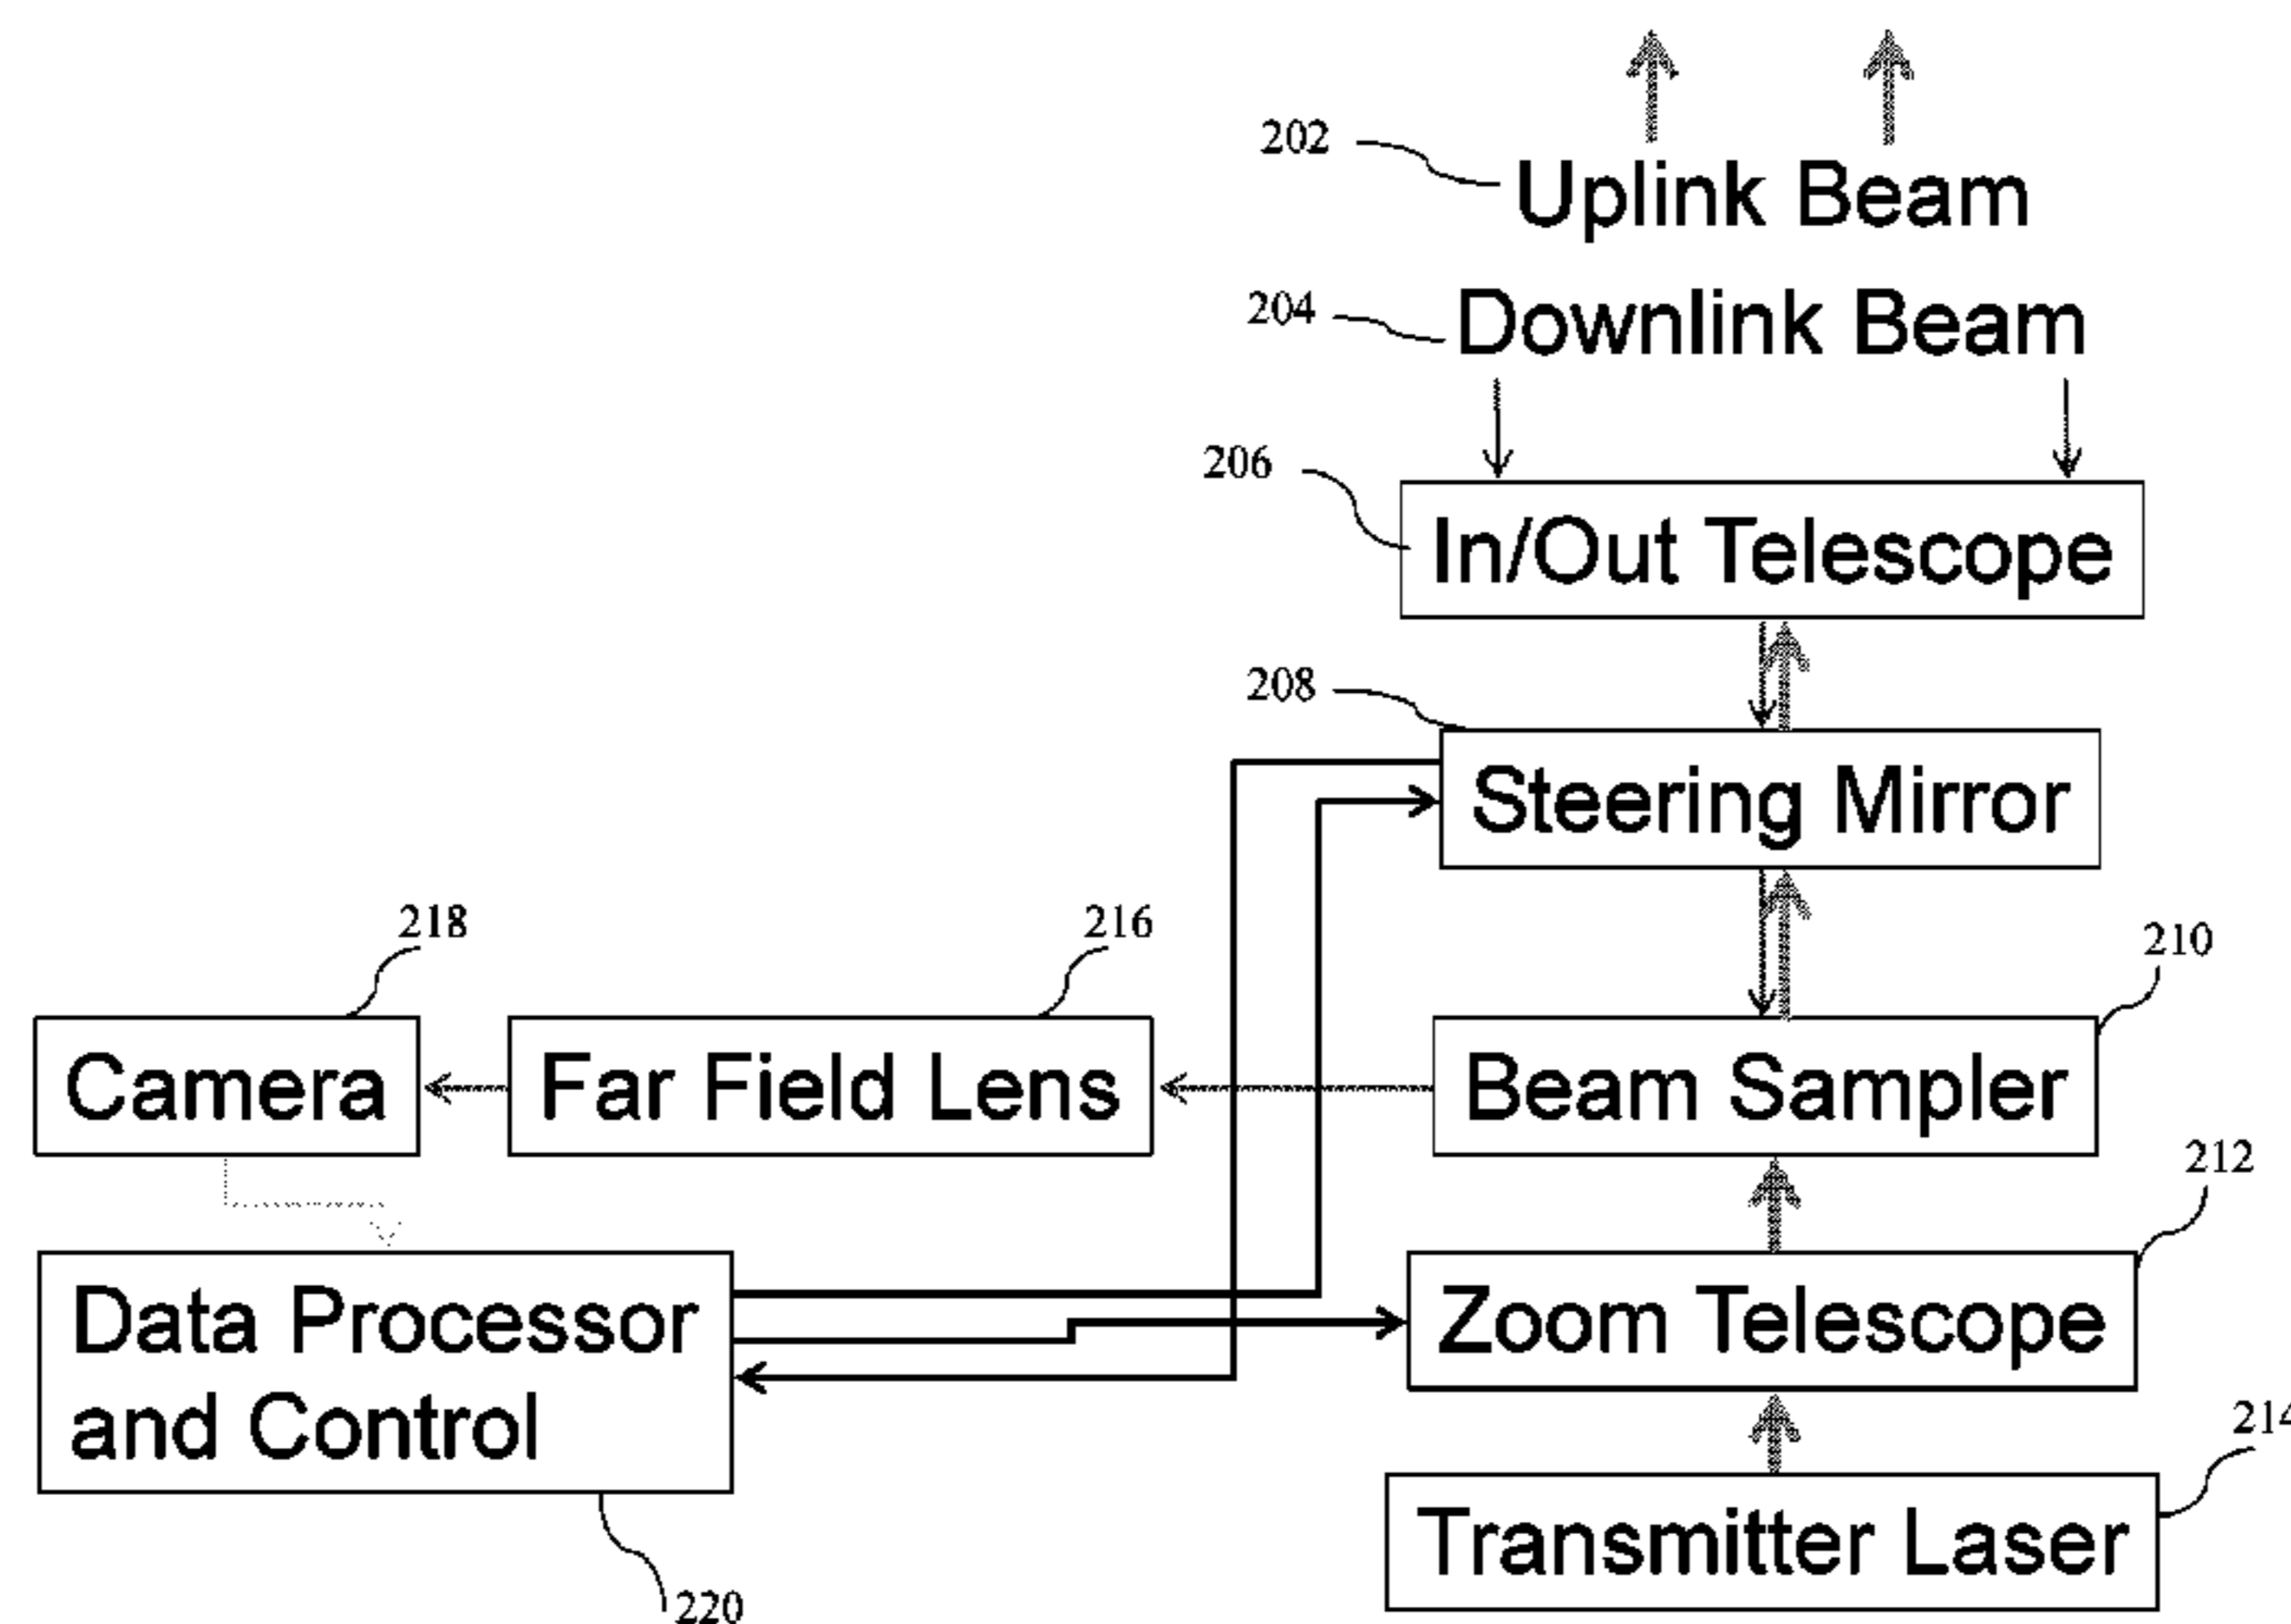 202
Uplink Beam
204
Downlink Beam
206
In/Out Telescope
208
Steering Mirror
218
216
210
Camera
Far Field Lens
Beam Sampler
212
Data Processor
and Control
Zoom Telescope
214
Transmitter Laser
220